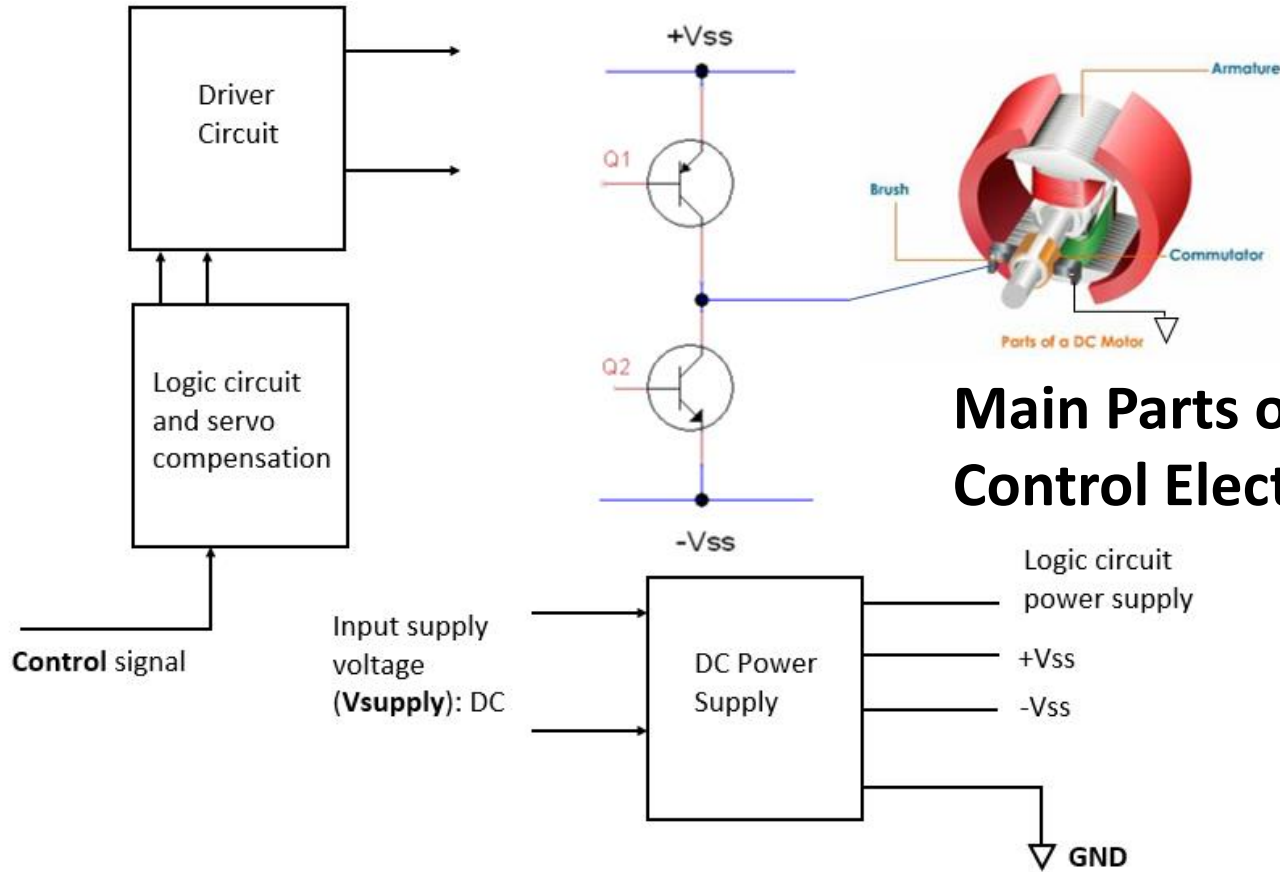 Driver
Circuit
Logic circuit
and servo
compensation
Control signal
+Vss
Q1
Q2
-Vss
Armature
Brush
Commutator
Parts of a DC Motor
Main Parts o
Control Elect
Input supply
voltage
(Vsupply): DC
DC Power
Supply
Logic circuit
power supply
+Vss
-Vss
GND